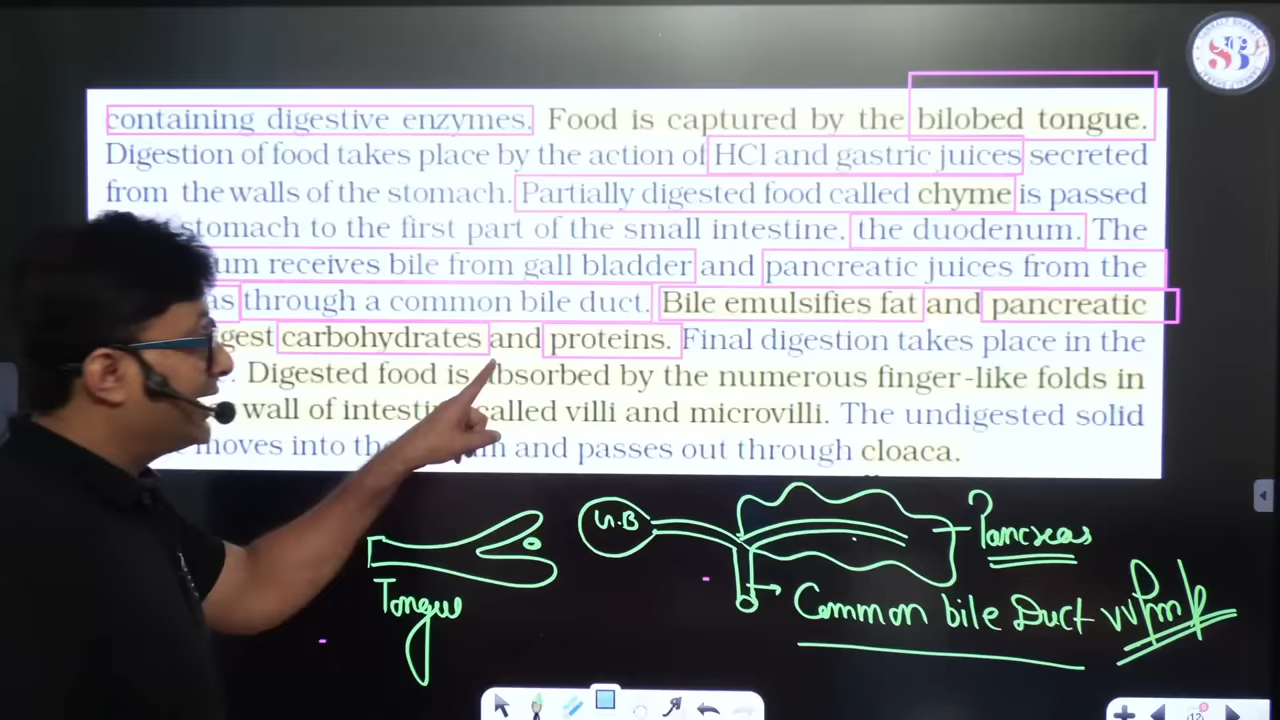 containing digestive enzymes. Food is captured by the bilobed tongue.
Digestion of food takes place by the action of HCl and gastric juices secreted
from the walls of the stomach. Partially digested food called chyme is passed
stomach to the first part of the small intestine, the duodenum. The
um receives bile from gall bladder and pancreatic juices from the
as through a common bile duct. Bile emulsifies fat and pancreatic
gest carbohydrates and proteins. Final digestion takes place in the
. Digested food is absorbed by the numerous finger-like folds in
wall of intesti called villi and microvilli. The undigested solid
moves into the um and passes out through cloaca.
G.B
Pancreas
Tongue
Common bile Duct vv Imp